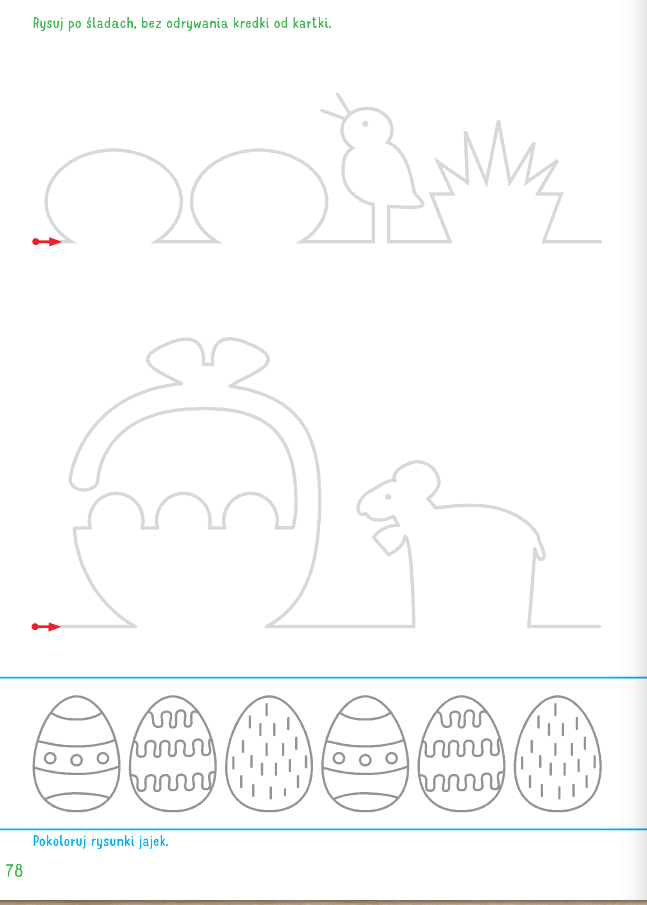 Rysuj po śladach, bez odrywania kredki od kartki.
Pokoloruj rysunki jajek.
78